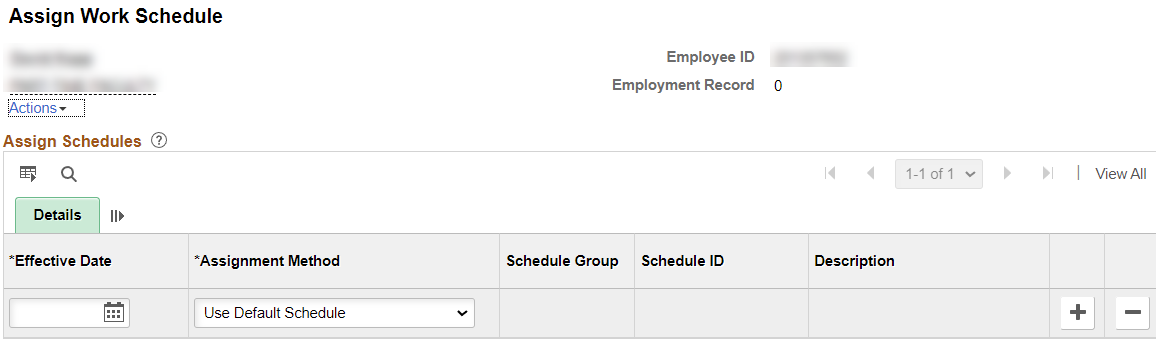 Assign Work Schedule
Employee ID
Employment Record 0
Actions
Assign Schedules ?
1-1 of 1 | View All
Details
*Effective Date *Assignment Method Schedule Group Schedule ID Description
Use Default Schedule + −